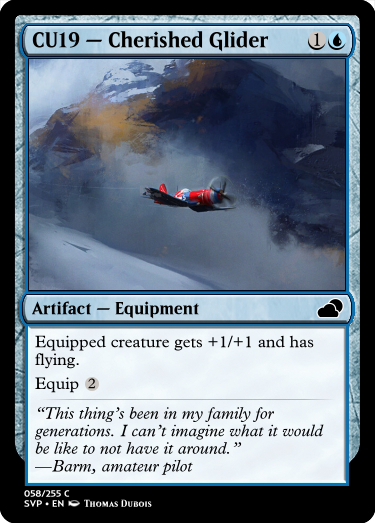 CU19 — Cherished Glider 1
Artifact — Equipment
Equipped creature gets +1/+1 and has
flying.
Equip 2
“This thing’s been in my family for
generations. I can’t imagine what it would
be like to not have it around.”
—Barm, amateur pilot
058/255 C
SVP • EN Thomas Dubois